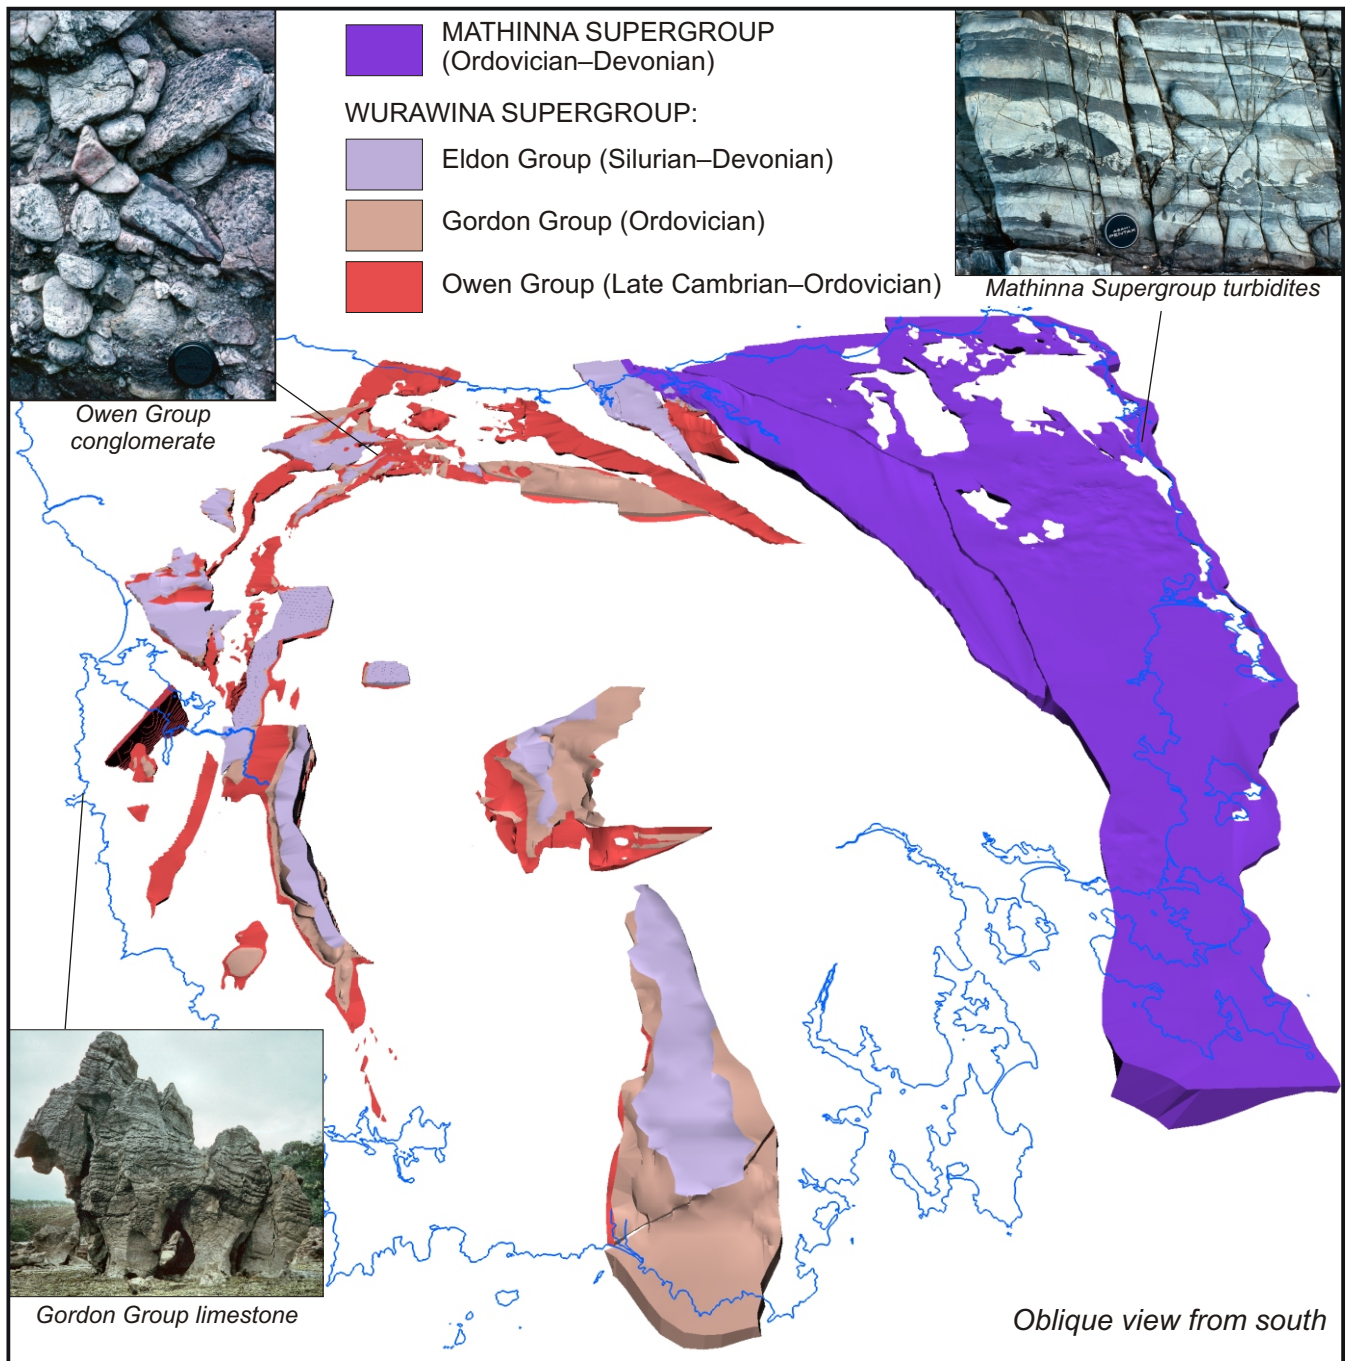 MATHINNA SUPERGROUP
(Ordovician–Devonian)
WURAWINA SUPERGROUP:
Eldon Group (Silurian–Devonian)
Gordon Group (Ordovician)
Owen Group (Late Cambrian–Ordovician)
Mathinna Supergroup turbidites
Owen Group
conglomerate
Gordon Group limestone
Oblique view from south